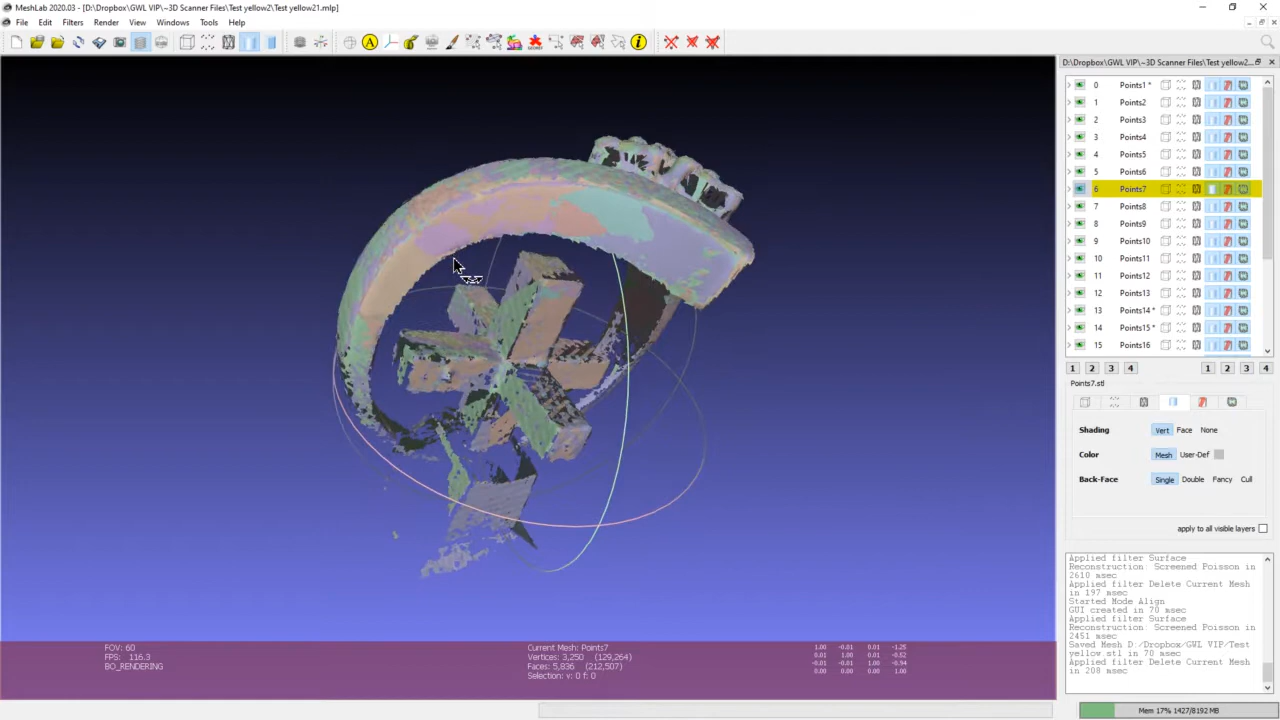 MeshLab 2020.03 - [D:\Dropbox\GWL VIP\~3D Scanner Files\Test yellow2\Test yellow21.mlp]
File Edit Filters Render View Windows Tools Help
D:\Dropbox\GWL VIP\~3D Scanner Files\Test yellow2...
0 Points1 *
1 Points2
2 Points3
3 Points4
4 Points5
5 Points6
6 Points7
7 Points8
8 Points9
9 Points10
10 Points11
11 Points12
12 Points13
13 Points14 *
14 Points15 *
15 Points16
1 2 3 4 1 2 3 4
Points7.stl
Shading Vert Face None
Color Mesh User-Def
Back-Face Single Double Fancy Cull
apply to all visible layers
Applied filter Surface
Reconstruction: Screened Poisson in
2610 msec
Applied filter Delete Current Mesh
in 197 msec
Started Mode Align
GUI created in 70 msec
Applied filter Surface
Reconstruction: Screened Poisson in
2451 msec
Saved Mesh D:/Dropbox/GWL VIP/Test
yellow.stl in 70 msec
Applied filter Delete Current Mesh
in 208 msec
FOV: 60
FPS: 116.3
BO_RENDERING
Current Mesh: Points7
Vertices: 3,250 (129,264)
Faces: 5,836 (212,507)
Selection: v: 0 f: 0
1.00 -0.01 0.01 -1.25
0.01 1.00 0.01 -0.52
-0.01 -0.01 1.00 -0.94
0.00 0.00 0.00 1.00
Mem 17% 1427/8192 MB